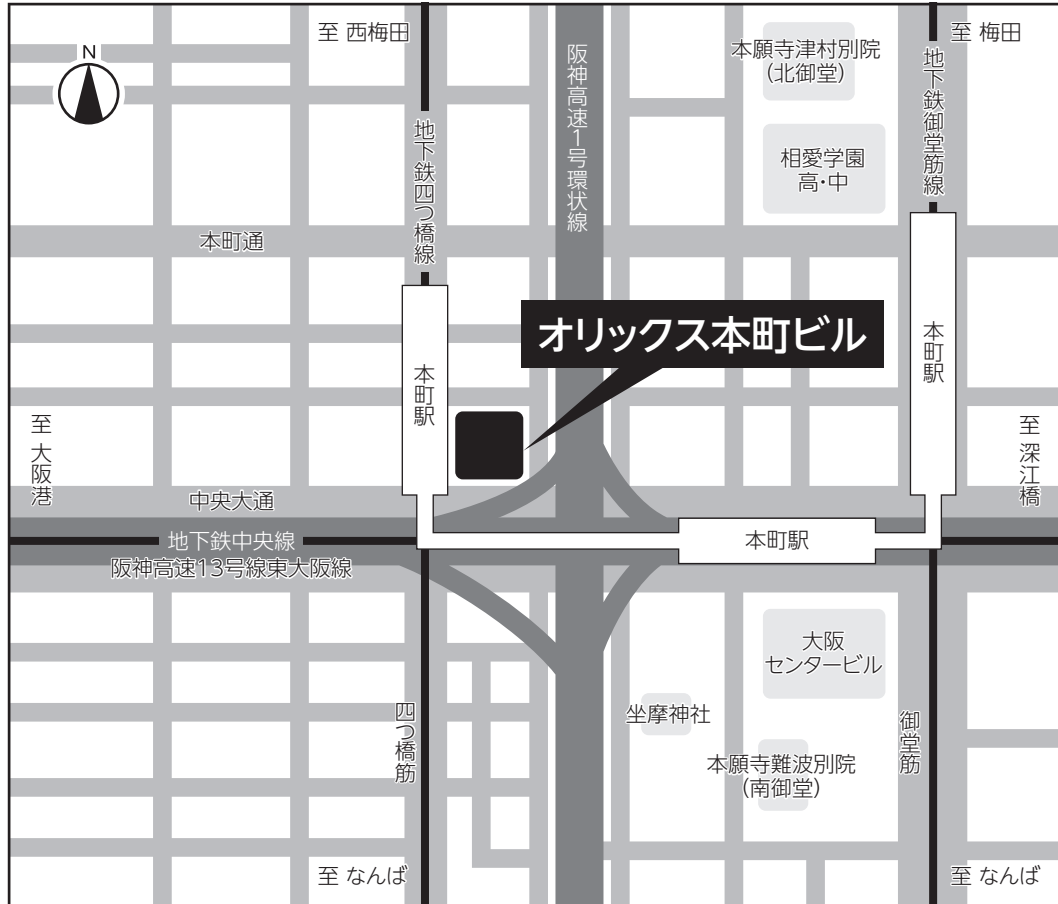 N
至 西梅田
地下鉄四つ橋線
阪神高速1号環状線
本願寺津村別院
(北御堂)
地下鉄御堂筋線
至 梅田
相愛学園
高・中
本町通
オリックス本町ビル
本町駅
本町駅
至 大阪港
至 深江橋
中央大通
地下鉄中央線
阪神高速13号線東大阪線
本町駅
大阪
センタービル
坐摩神社
四つ橋筋
御堂筋
本願寺難波別院
(南御堂)
至 なんば
至 なんば